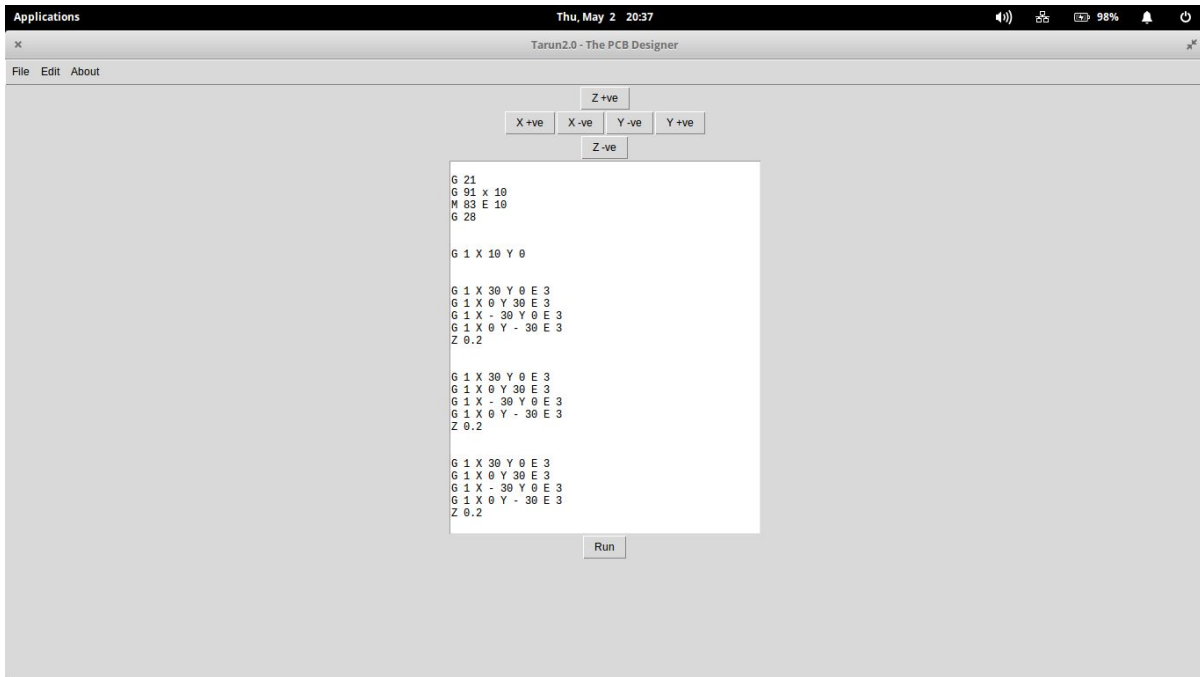 Applications
Thu, May 2 20:37
98%
Tarun2.0 - The PCB Designer
File Edit About
Z +ve
X +ve X -ve Y -ve Y +ve
Z -ve
G 21
G 91 x 10
M 83 E 10
G 28
G 1 X 10 Y 0
G 1 X 30 Y 0 E 3
G 1 X 0 Y 30 E 3
G 1 X - 30 Y 0 E 3
G 1 X 0 Y - 30 E 3
Z 0.2
G 1 X 30 Y 0 E 3
G 1 X 0 Y 30 E 3
G 1 X - 30 Y 0 E 3
G 1 X 0 Y - 30 E 3
Z 0.2
G 1 X 30 Y 0 E 3
G 1 X 0 Y 30 E 3
G 1 X - 30 Y 0 E 3
G 1 X 0 Y - 30 E 3
Z 0.2
Run